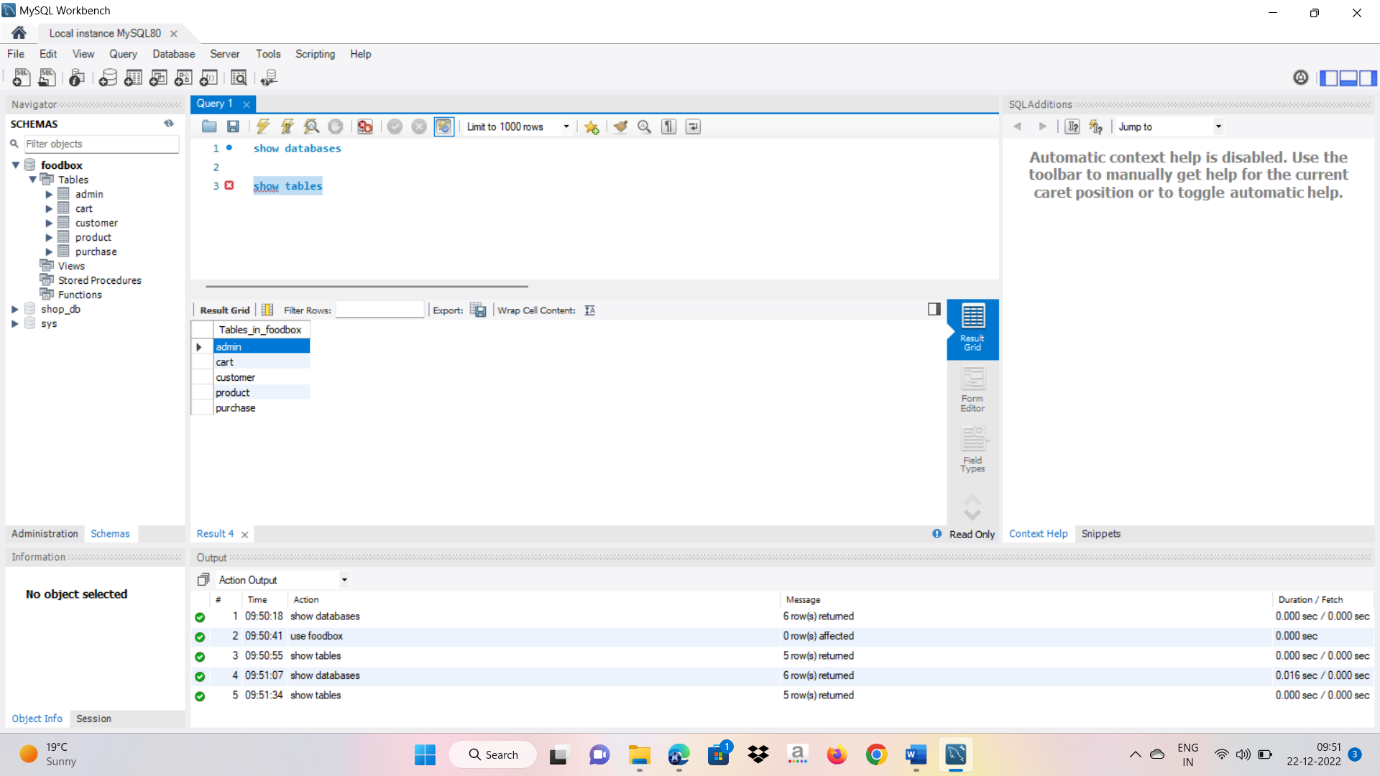 MySQL Workbench
Local instance MySQL80
File Edit View Query Database Server Tools Scripting Help
Navigator
SCHEMAS
Filter objects
foodbox
Tables
admin
cart
customer
product
purchase
Views
Stored Procedures
Functions
shop_db
sys
Administration Schemas
Information
No object selected
Object Info Session
Query 1
Limit to 1000 rows
1 show databases
2
3 show tables
Result Grid Filter Rows: Export: Wrap Cell Content:
Tables_in_foodbox
admin
cart
customer
product
purchase
Result
Grid
Form
Editor
Field
Types
Result 4 Read Only
SQLAdditions
Jump to
Automatic context help is disabled. Use the
toolbar to manually get help for the current
caret position or to toggle automatic help.
Context Help Snippets
Output
Action Output
# Time Action Message Duration / Fetch
1 09:50:18 show databases 6 row(s) returned 0.000 sec / 0.000 sec
2 09:50:41 use foodbox 0 row(s) affected 0.000 sec
3 09:50:55 show tables 5 row(s) returned 0.000 sec / 0.000 sec
4 09:51:07 show databases 6 row(s) returned 0.016 sec / 0.000 sec
5 09:51:34 show tables 5 row(s) returned 0.000 sec / 0.000 sec
19°C
Sunny
Search
1
ENG
IN
09:51
22-12-2022
3